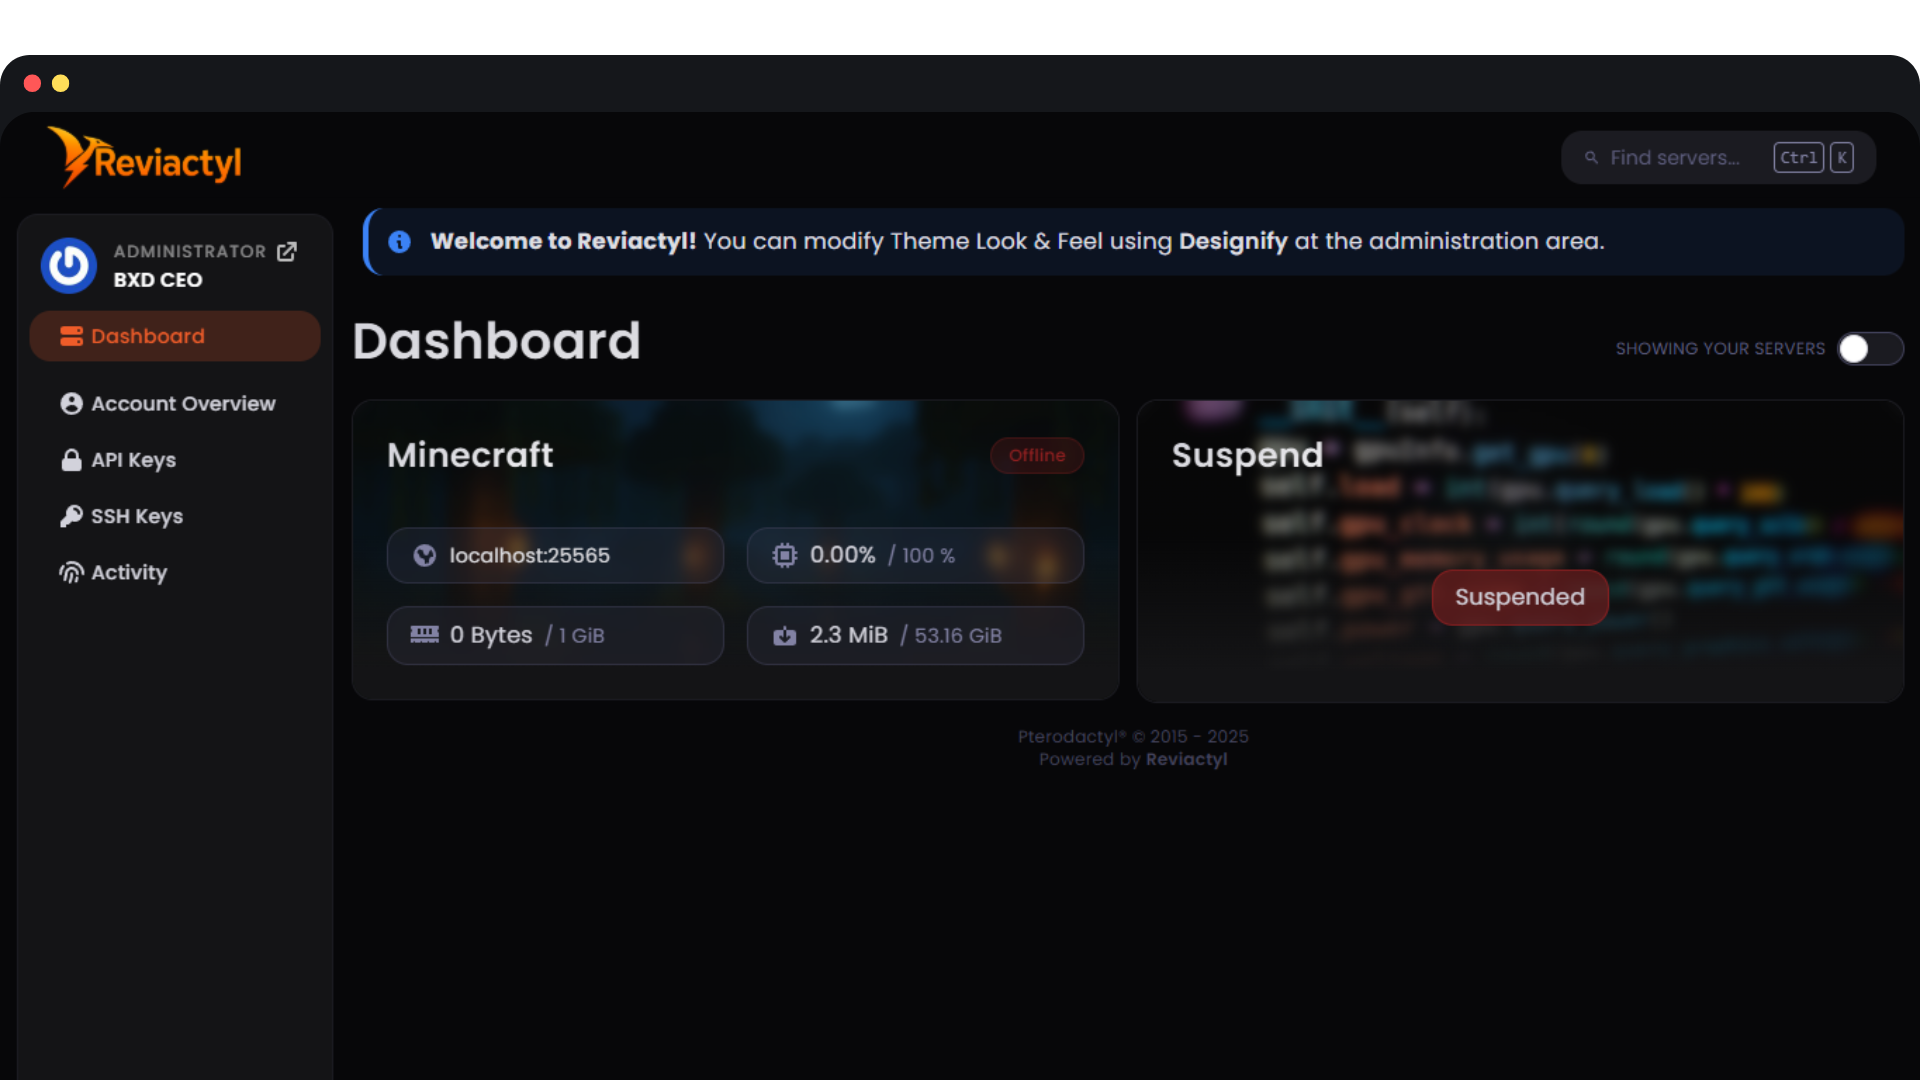 Reviactyl
Find servers... Ctrl K
ADMINISTRATOR
BXD CEO
Dashboard
Account Overview
API Keys
SSH Keys
Activity
Welcome to Reviactyl! You can modify Theme Look & Feel using Designify at the administration area.
Dashboard
SHOWING YOUR SERVERS
Minecraft
Offline
localhost:25565
0.00% / 100 %
0 Bytes / 1 GiB
2.3 MiB / 53.16 GiB
Suspend
Suspended
Pterodactyl® © 2015 - 2025
Powered by Reviactyl